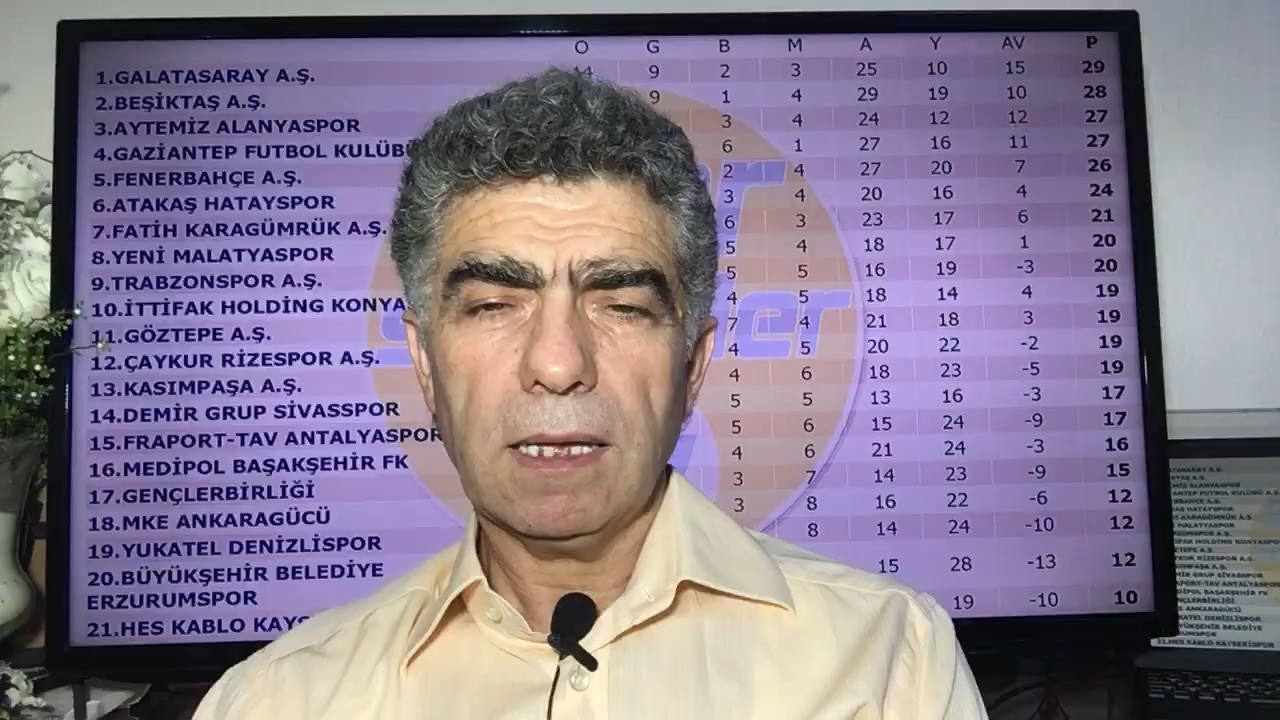 O G B M A Y AV P
1.GALATASARAY A.Ş. 14 9 2 3 25 10 15 29
2.BEŞİKTAŞ A.Ş. 9 1 4 29 19 10 28
3.AYTEMİZ ALANYASPOR 3 4 24 12 12 27
4.GAZİANTEP FUTBOL KULÜBÜ 6 1 27 16 11 27
5.FENERBAHÇE A.Ş. 2 4 27 20 7 26
6.ATAKAŞ HATAYSPOR 3 4 20 16 4 24
7.FATİH KARAGÜMRÜK A.Ş. 6 3 23 17 6 21
8.YENİ MALATYASPOR 5 4 18 17 1 20
9.TRABZONSPOR A.Ş. 5 5 16 19 -3 20
10.İTTİFAK HOLDİNG KONYA 4 5 18 14 4 19
11.GÖZTEPE A.Ş. 7 4 21 18 3 19
12.ÇAYKUR RİZESPOR A.Ş. 4 5 20 22 -2 19
13.KASIMPAŞA A.Ş. 4 6 18 23 -5 19
14.DEMİR GRUP SİVASSPOR 5 5 13 16 -3 17
15.FRAPORT-TAV ANTALYASPOR 5 6 15 24 -9 17
16.MEDİPOL BAŞAKŞEHİR FK 4 6 21 24 -3 16
17.GENÇLERBİRLİĞİ 3 7 14 23 -9 15
18.MKE ANKARAGÜCÜ 3 8 16 22 -6 12
19.YUKATEL DENİZLİSPOR 8 14 24 -10 12
20.BÜYÜKŞEHİR BELEDİYE 15 28 -13 12
ERZURUMSPOR
21.HES KABLO KAYS 19 -10 10